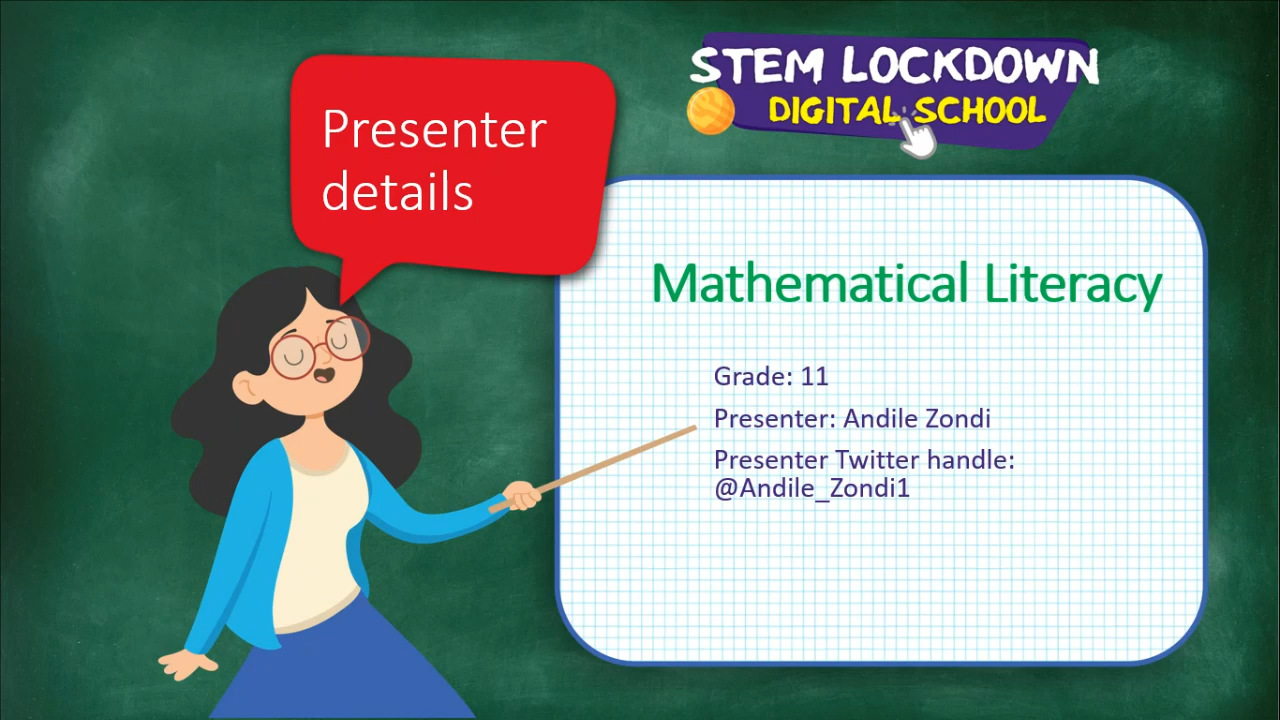 STEM LOCKDOWN
DIGITAL SCHOOL
Presenter
details
Mathematical Literacy
Grade: 11
Presenter: Andile Zondi
Presenter Twitter handle:
@Andile_Zondi1